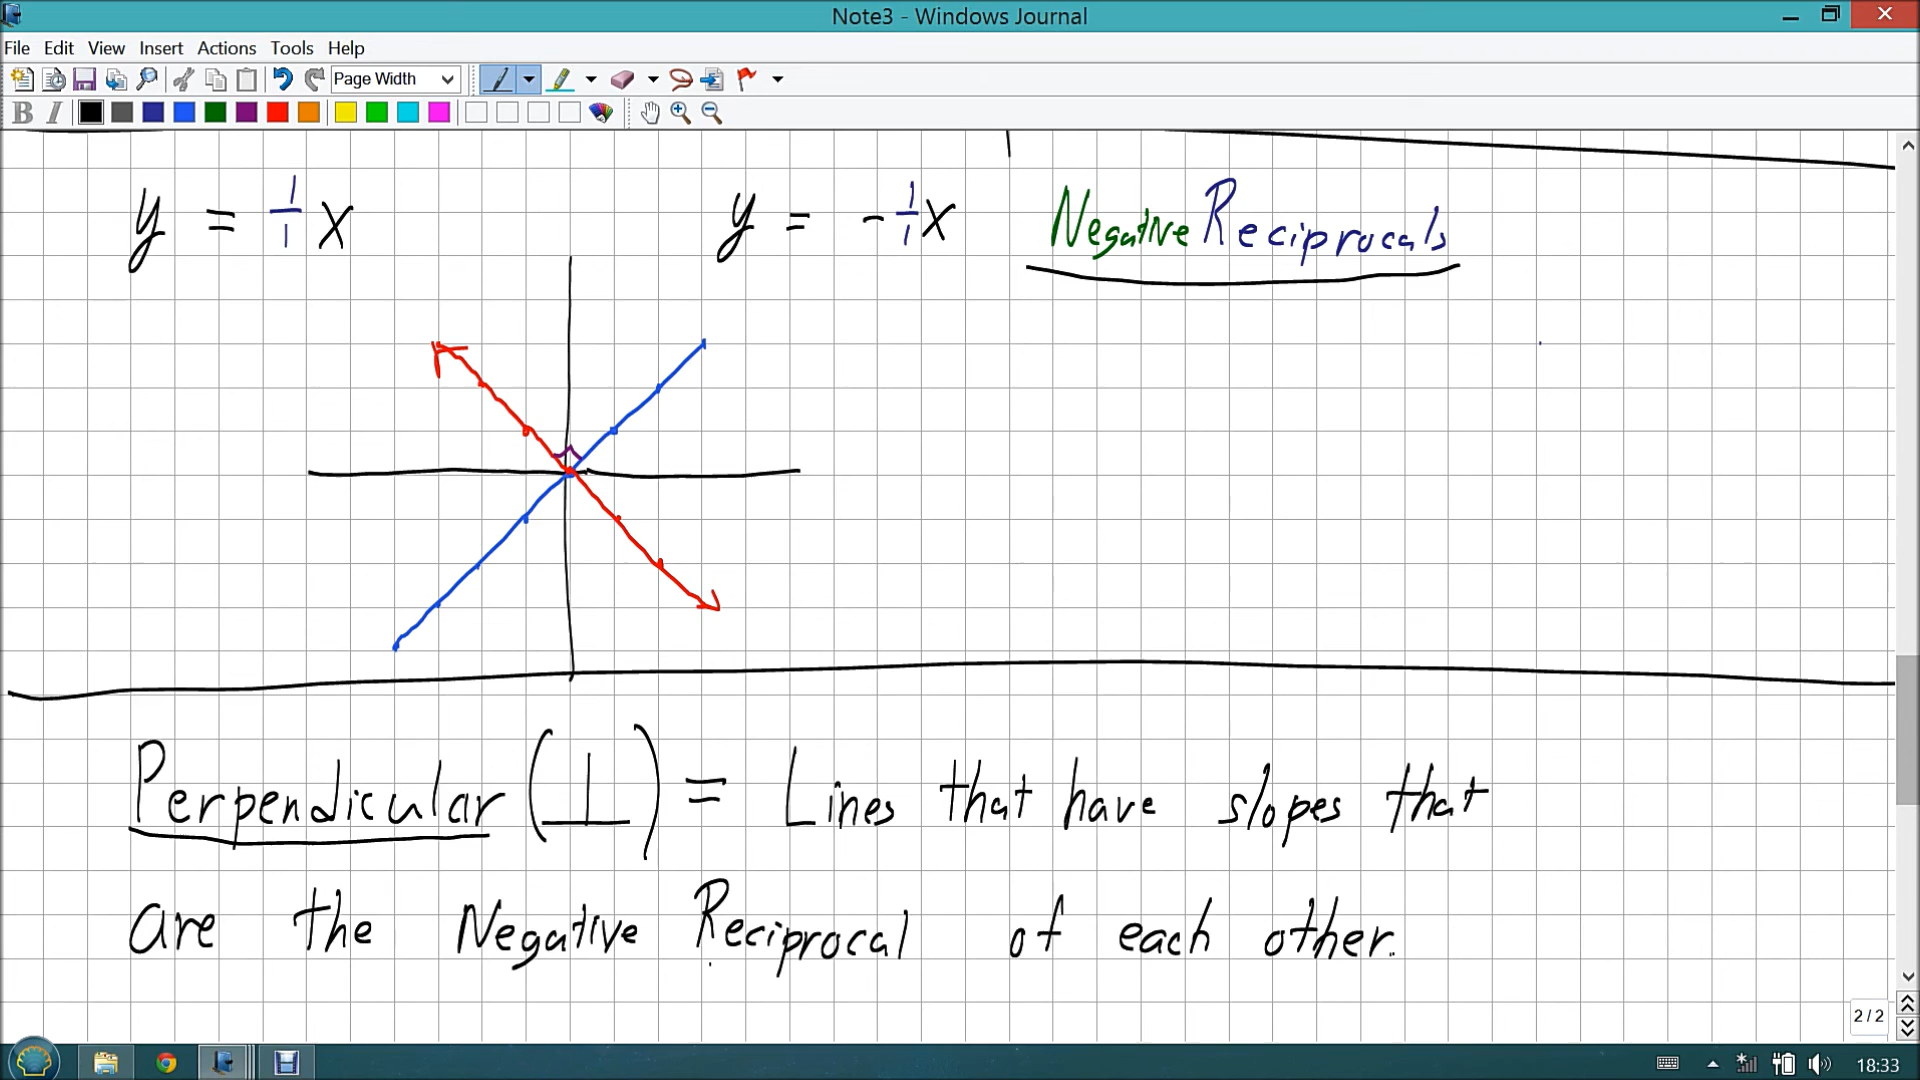 Note3 - Windows Journal
File Edit View Insert Actions Tools Help
Page Width
B I
y = 1/1 x y = - 1/1 x Negative Reciprocals
Perpendicular (⊥) = Lines that have slopes that
are the Negative Reciprocal of each other.
2 / 2
18:33